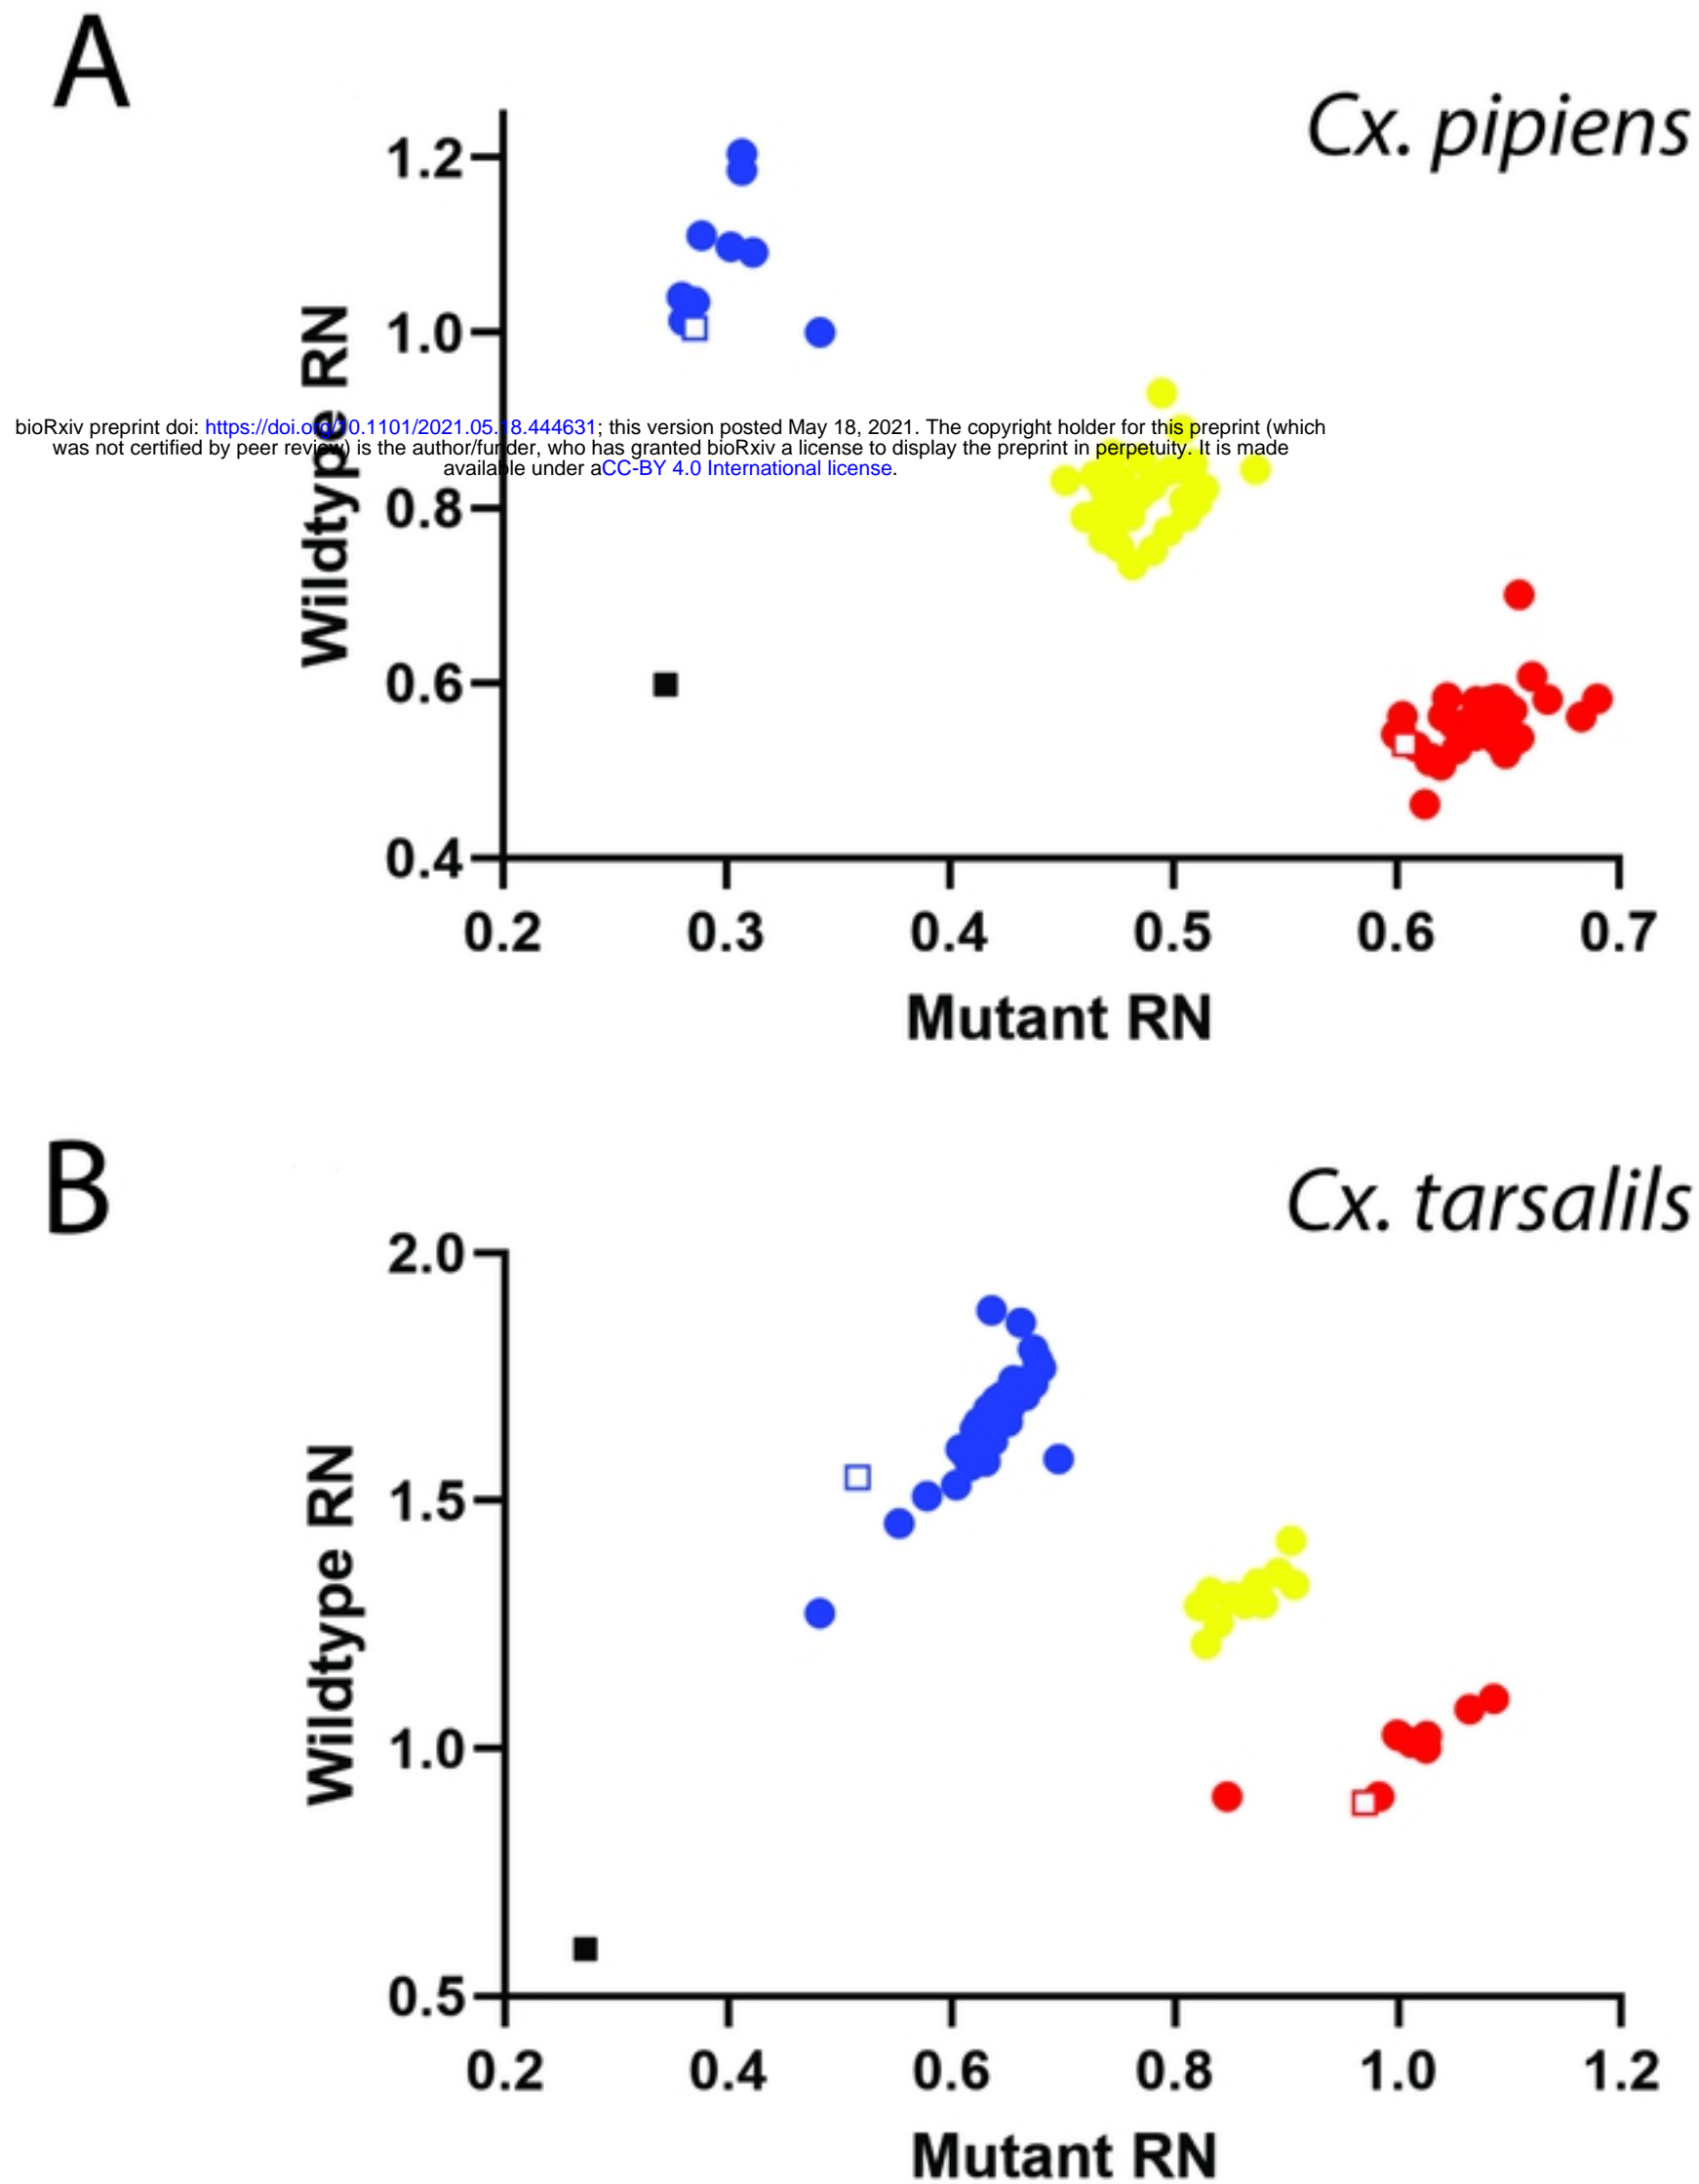 A
Cx. pipiens
1.2
1.0
0.8
0.6
0.4
Wildtype RN
bioRxiv preprint doi: https://doi.org/10.1101/2021.05.18.444631; this version posted May 18, 2021. The copyright holder for this preprint (which
was not certified by peer review) is the author/funder, who has granted bioRxiv a license to display the preprint in perpetuity. It is made
available under aCC-BY 4.0 International license.
0.2 0.3 0.4 0.5 0.6 0.7
Mutant RN
B
Cx. tarsalils
2.0
1.5
1.0
0.5
Wildtype RN
0.2 0.4 0.6 0.8 1.0 1.2
Mutant RN